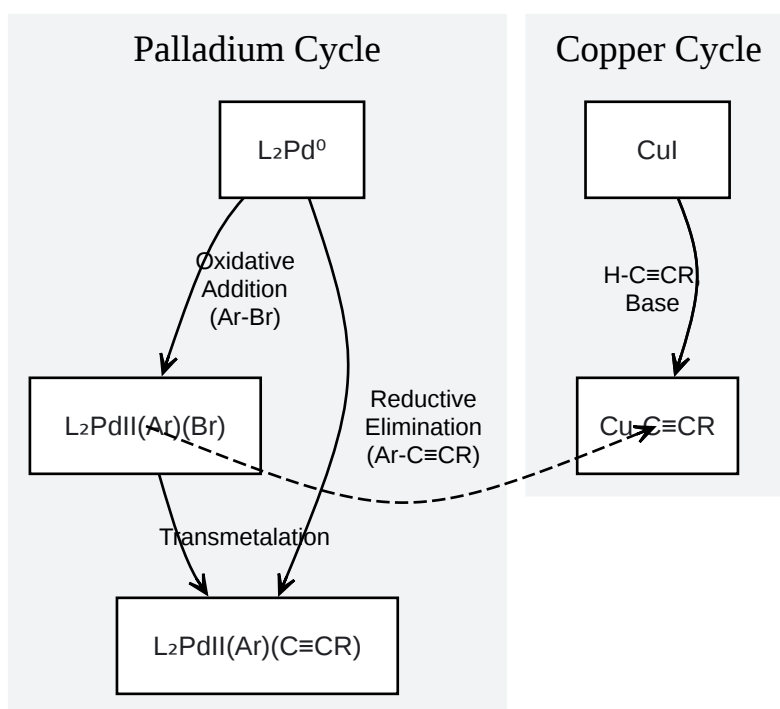 Palladium Cycle
Copper Cycle
L₂Pd⁰
CuI
Oxidative
Addition
(Ar-Br)
H-C≡CR
Base
L₂PdII(Ar)(Br)
Cu-C≡CR
Reductive
Elimination
(Ar-C≡CR)
Transmetalation
L₂PdII(Ar)(C≡CR)